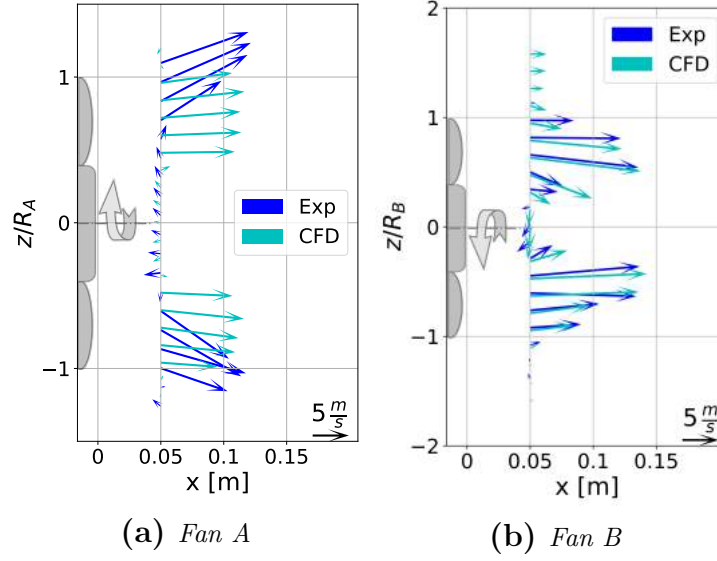 z/R_A
1
0
−1
0
0.05
0.1
0.15
x [m]
Exp
CFD
5 m/s
(a) Fan A
z/R_B
2
1
0
−1
−2
0
0.05
0.1
0.15
x [m]
Exp
CFD
5 m/s
(b) Fan B